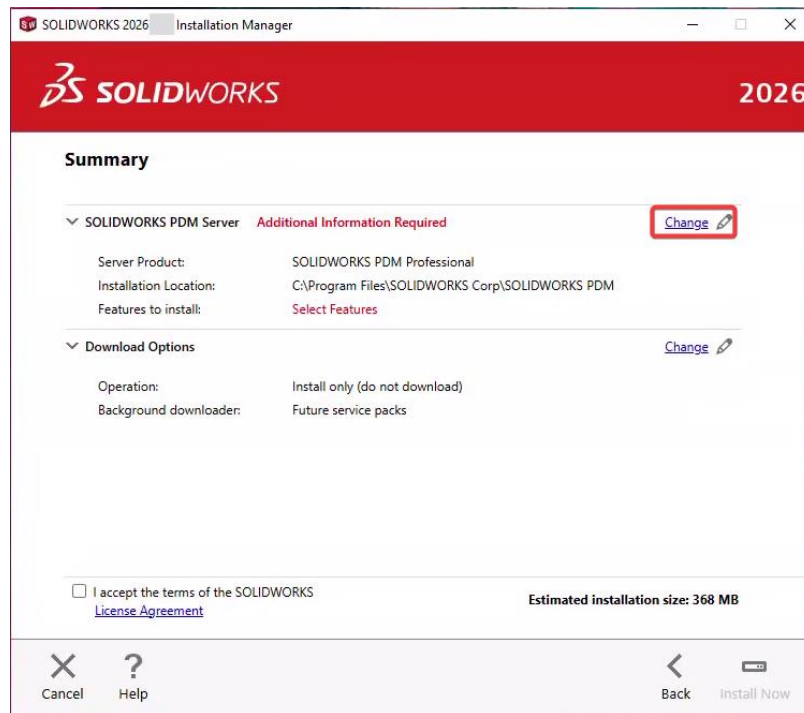 SOLIDWORKS 2026 Installation Manager
SOLIDWORKS
2026
Summary
SOLIDWORKS PDM Server Additional Information Required Change
Server Product: SOLIDWORKS PDM Professional
Installation Location: C:\Program Files\SOLIDWORKS Corp\SOLIDWORKS PDM
Features to install: Select Features
Download Options Change
Operation: Install only (do not download)
Background downloader: Future service packs
I accept the terms of the SOLIDWORKS
License Agreement
Estimated installation size: 368 MB
Cancel Help Back Install Now